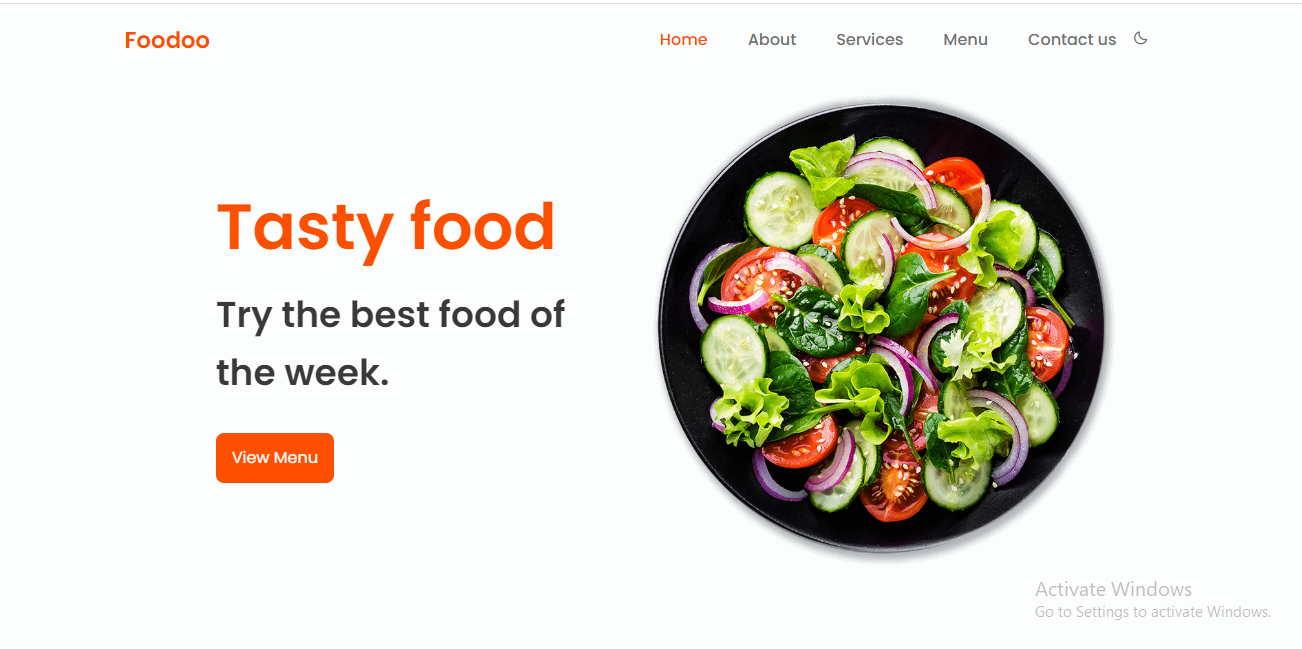 Foodoo
Home About Services Menu Contact us
Tasty food
Try the best food of
the week.
View Menu
Activate Windows
Go to Settings to activate Windows.